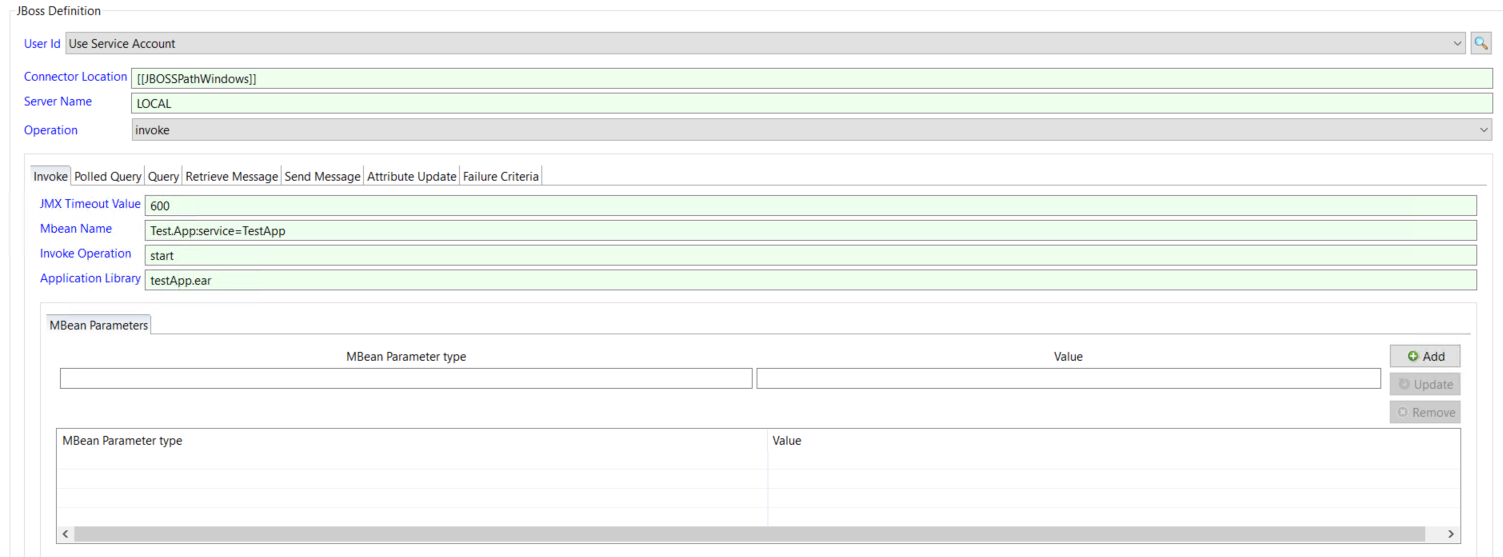 JBoss Definition
User Id Use Service Account
Connector Location [[JBOSSPathWindows]]
Server Name LOCAL
Operation invoke
Invoke Polled Query Query Retrieve Message Send Message Attribute Update Failure Criteria
JMX Timeout Value 600
Mbean Name Test.App:service=TestApp
Invoke Operation start
Application Library testApp.ear
MBean Parameters
MBean Parameter type Value Add
Update
Remove
MBean Parameter type Value